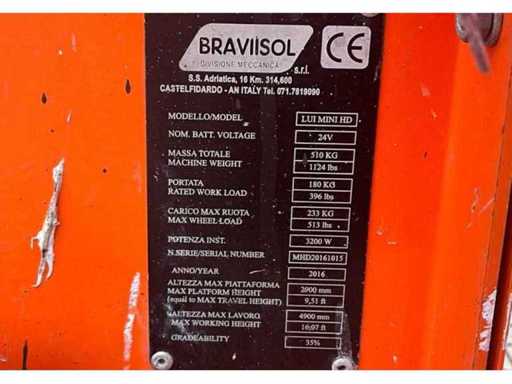 BRAVIISOL
DIVISIONE MECCANICA
s.r.l.
CE
S.S. Adriatica, 16 Km. 314,600
CASTELFIDARDO - AN ITALY Tel. 071.7819090
MODELLO/MODEL LUI MINI HD
NOM. BATT. VOLTAGE 24V
MASSA TOTALE 510 KG
MACHINE WEIGHT 1124 lbs
PORTATA 180 KG
RATED WORK LOAD 396 lbs
CARICO MAX RUOTA 233 KG
MAX WHEEL LOAD 513 lbs
POTENZA INST. 3200 W
N.SERIE/SERIAL NUMBER MHD20161015
ANNO/YEAR 2016
ALTEZZA MAX PIATTAFORMA 2900 mm
MAX PLATFORM HEIGHT
(equal to MAX TRAVEL HEIGHT) 9,51 ft
ALTEZZA MAX LAVORO 4900 mm
MAX WORKING HEIGHT 16,07 ft
GRADEABILITY 35%